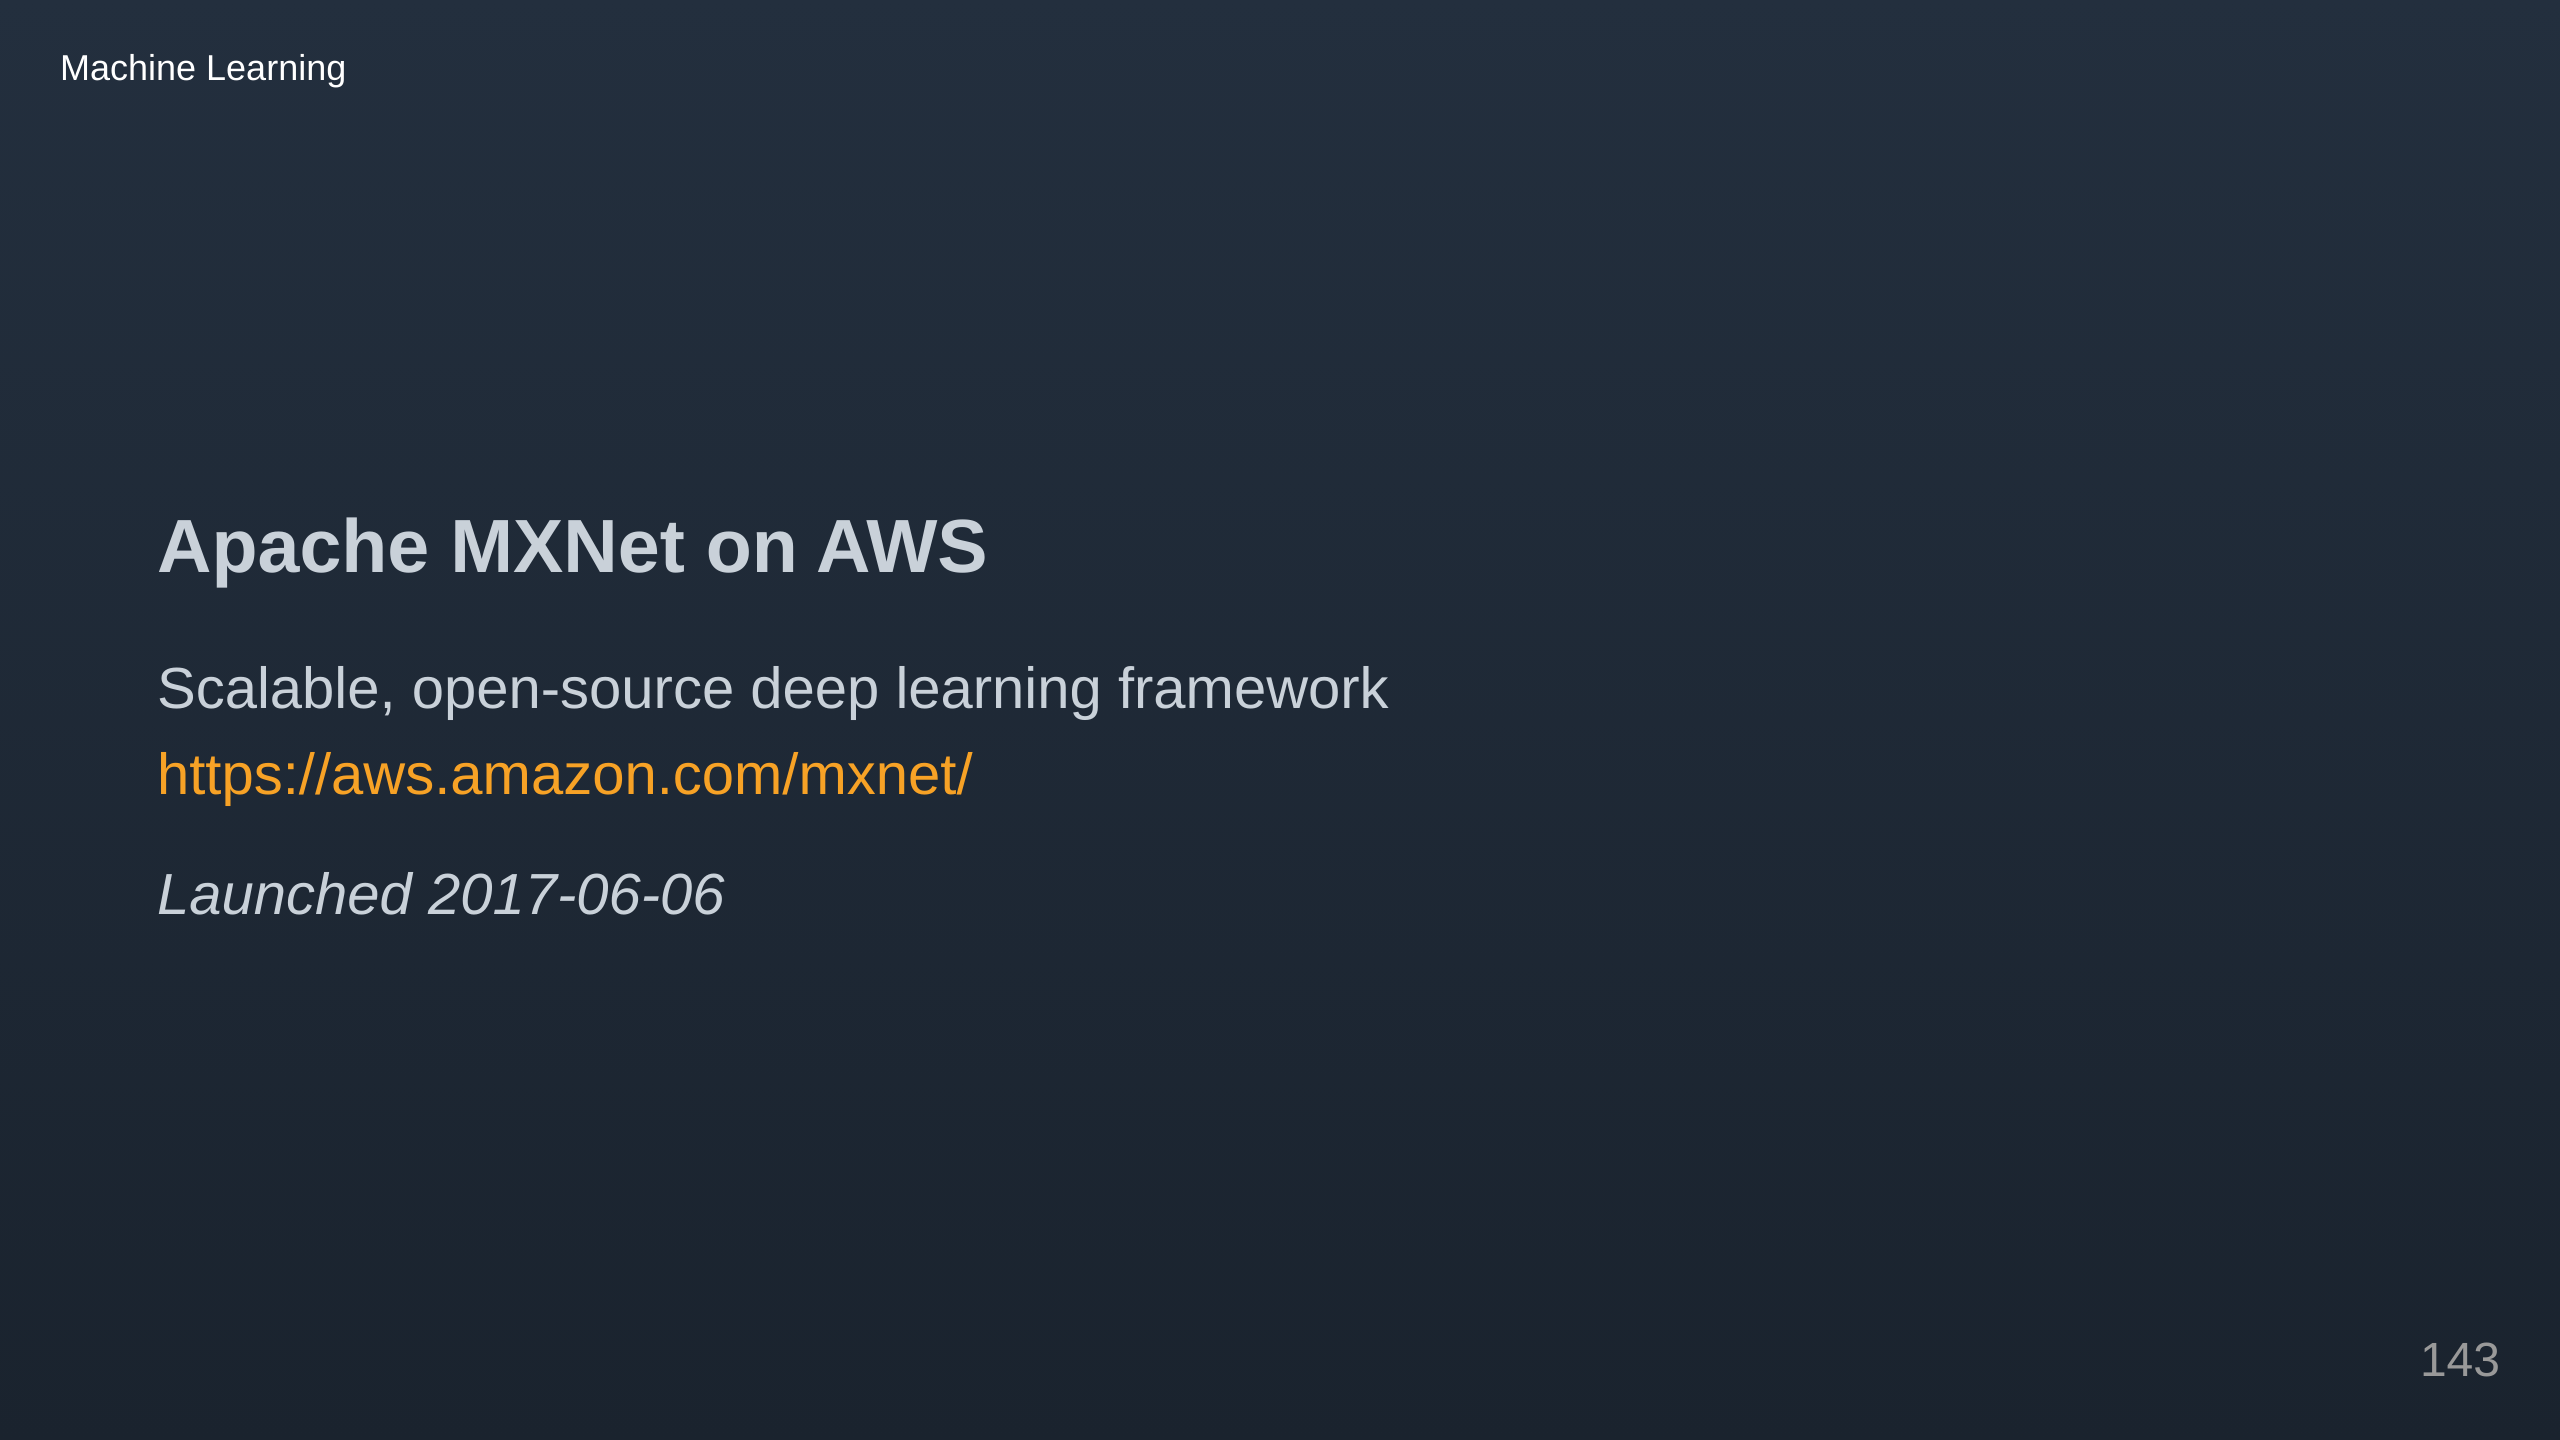 Machine Learning
Apache MXNet on AWS
Scalable, open-source deep learning framework
https://aws.amazon.com/mxnet/
Launched 2017-06-06
143